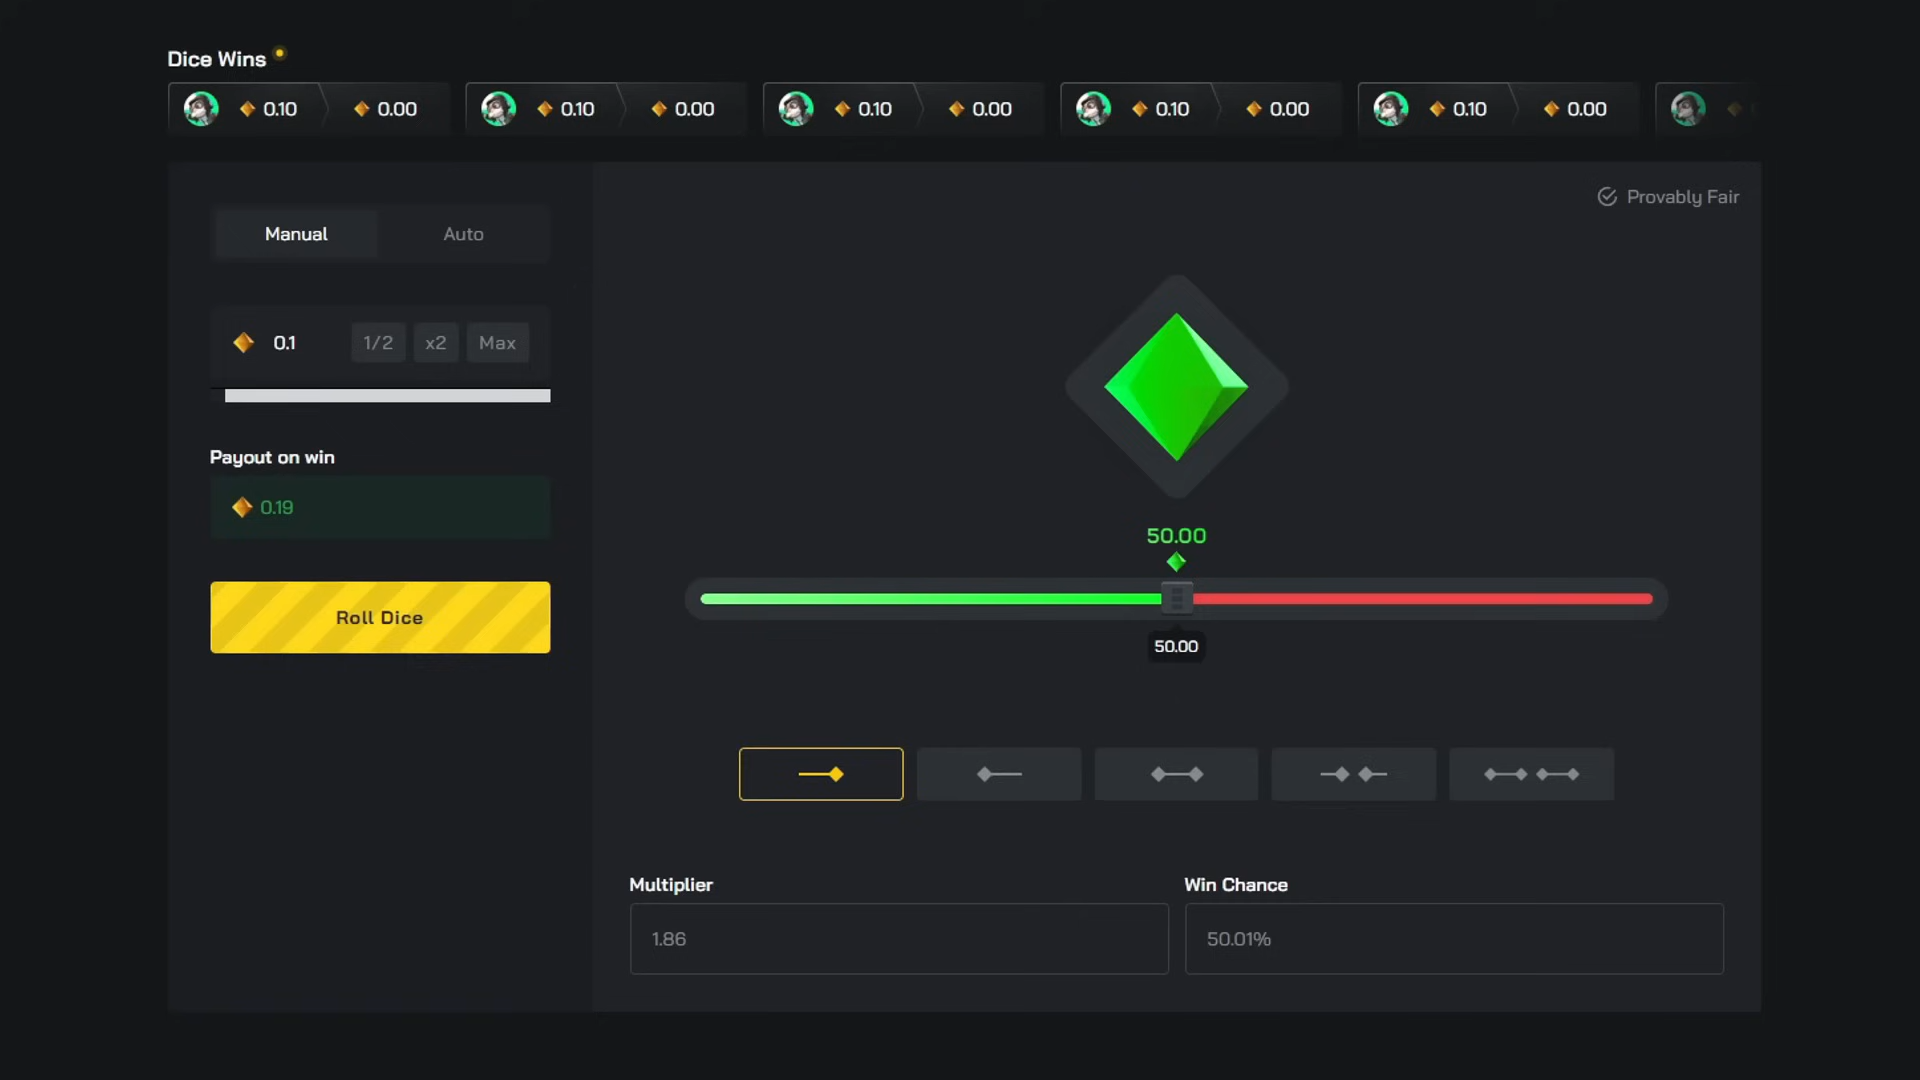 Dice Wins
0.10 0.00 0.10 0.00 0.10 0.00 0.10 0.00 0.10 0.00
Provably Fair
Manual Auto
0.1 1/2 x2 Max
Payout on win
0.19
50.00
Roll Dice
50.00
Multiplier Win Chance
1.86 50.01%